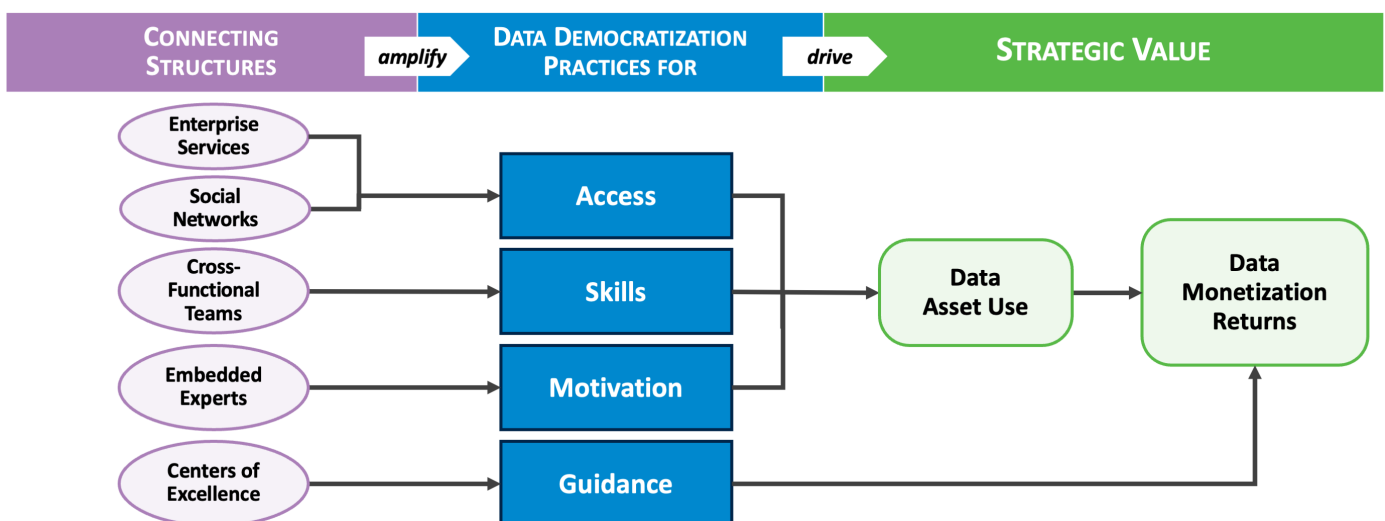 CONNECTING
STRUCTURES
amplify
DATA DEMOCRATIZATION
PRACTICES FOR
drive
STRATEGIC VALUE
Enterprise
Services
Social
Networks
Cross-
Functional
Teams
Embedded
Experts
Centers of
Excellence
Access
Skills
Motivation
Guidance
Data
Asset Use
Data
Monetization
Returns